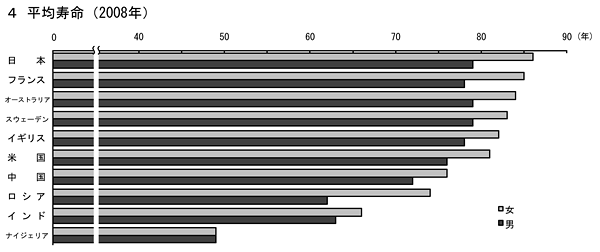 4 平均寿命（2008年）
0 50 60 70 80 90 (年)
日本
フランス
オーストラリア
スウェーデン
イギリス
米国
中国
ロシア
インド
ナイジェリア
女
男